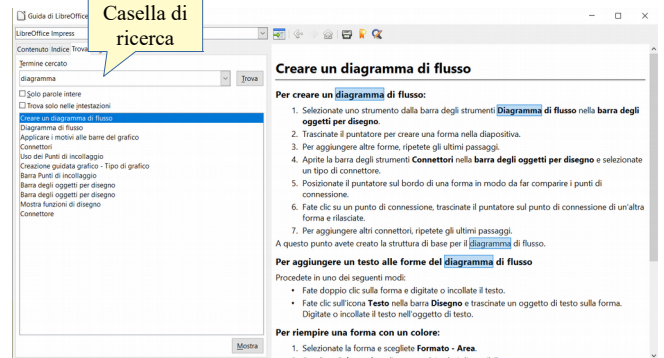 Guida di LibreOffice
Casella di
ricerca
LibreOffice Impress
Contenuto Indice Trova
Termine cercato
diagramma
Trova
Solo parole intere
Trova solo nelle intestazioni
Creare un diagramma di flusso
Diagramma di flusso
Applicare i motivi alle barre del grafico
Connettori
Uso dei Punti di incollaggio
Creazione guidata grafico - Tipo di grafico
Barra Punti di incollaggio
Barra degli oggetti per disegno
Barra degli oggetti per disegno
Mostra funzioni di disegno
Connettore
Mostra
Creare un diagramma di flusso
Per creare un diagramma di flusso:
1. Selezionate uno strumento dalla barra degli strumenti Diagramma di flusso nella barra degli
oggetti per disegno.
2. Trascinate il puntatore per creare una forma nella diapositiva.
3. Per aggiungere altre forme, ripetete gli ultimi passaggi.
4. Aprite la barra degli strumenti Connettori nella barra degli oggetti per disegno e selezionate
un tipo di connettore.
5. Posizionate il puntatore sul bordo di una forma in modo da far comparire i punti di
connessione.
6. Fate clic su un punto di connessione, trascinate il puntatore sul punto di connessione di un'altra
forma e rilasciate.
7. Per aggiungere altri connettori, ripetete gli ultimi passaggi.
A questo punto avete creato la struttura di base per il diagramma di flusso.
Per aggiungere un testo alle forme del diagramma di flusso
Procedete in uno dei seguenti modi:
• Fate doppio clic sulla forma e digitate o incollate il testo.
• Fate clic sull'icona Testo nella barra Disegno e trascinate un oggetto di testo sulla forma.
Digitate o incollate il testo nell'oggetto di testo.
Per riempire una forma con un colore:
1. Selezionate la forma e scegliete Formato - Area.